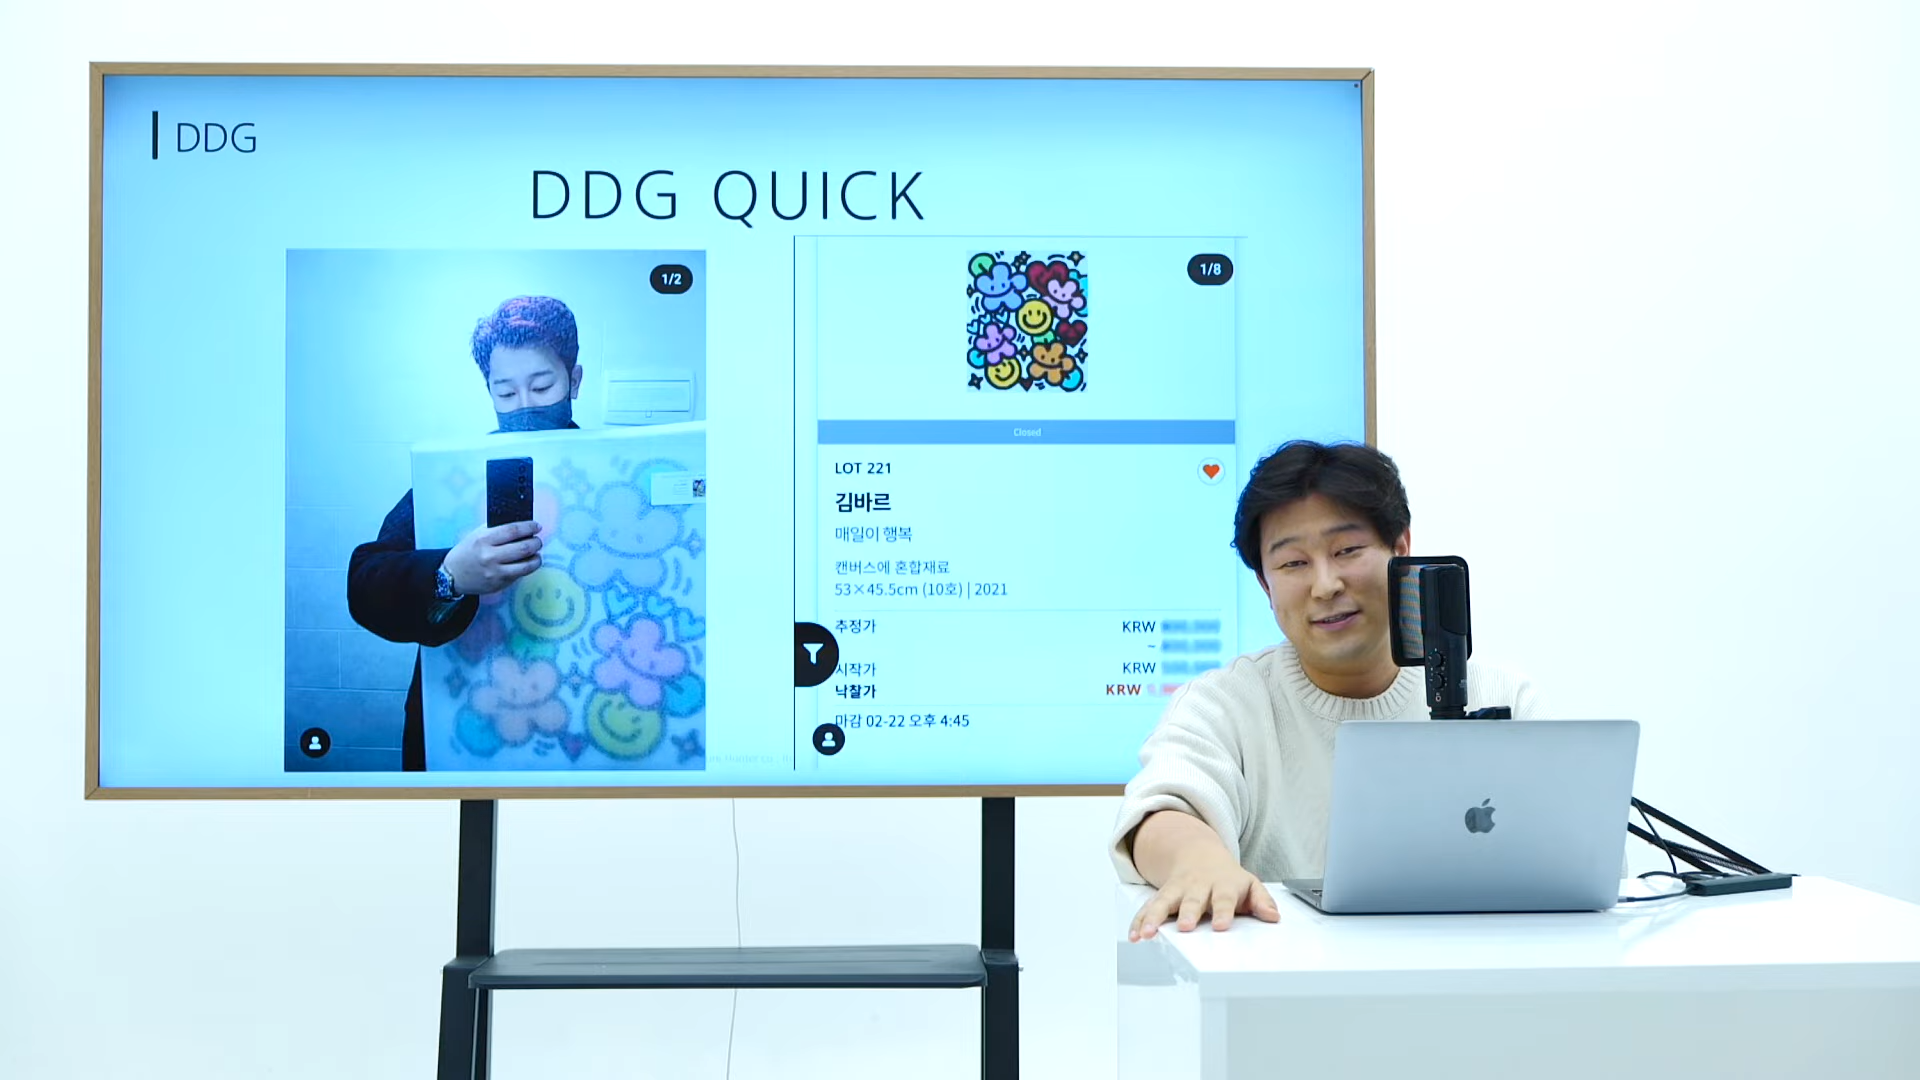 DDG
DDG QUICK
1/2
1/8
Closed
LOT 221
김바르
매일이 행복
캔버스에 혼합재료
53×45.5cm (10호) | 2021
추정가 KRW
~
시작가 KRW
낙찰가 KRW
마감 02-22 오후 4:45